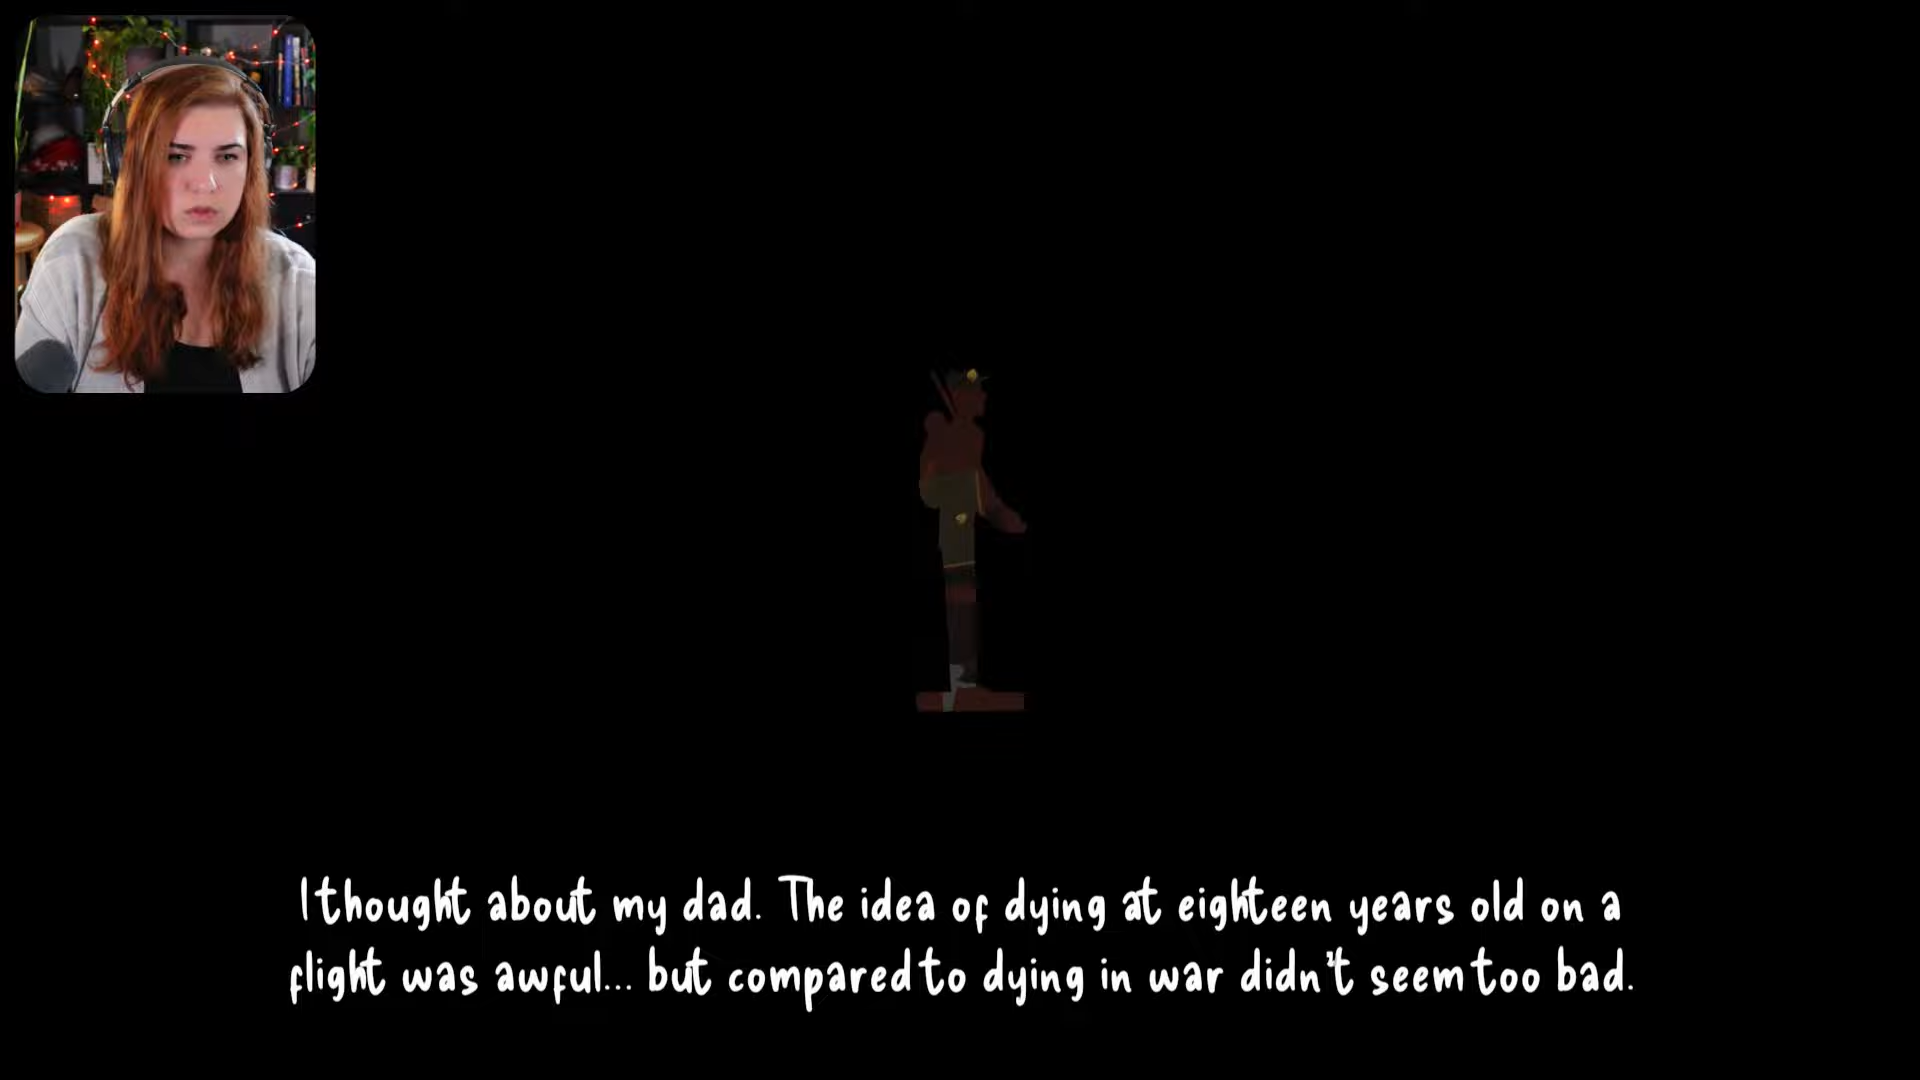 I thought about my dad. The idea of dying at eighteen years old on a
flight was awful... but compared to dying in war didn't seem too bad.